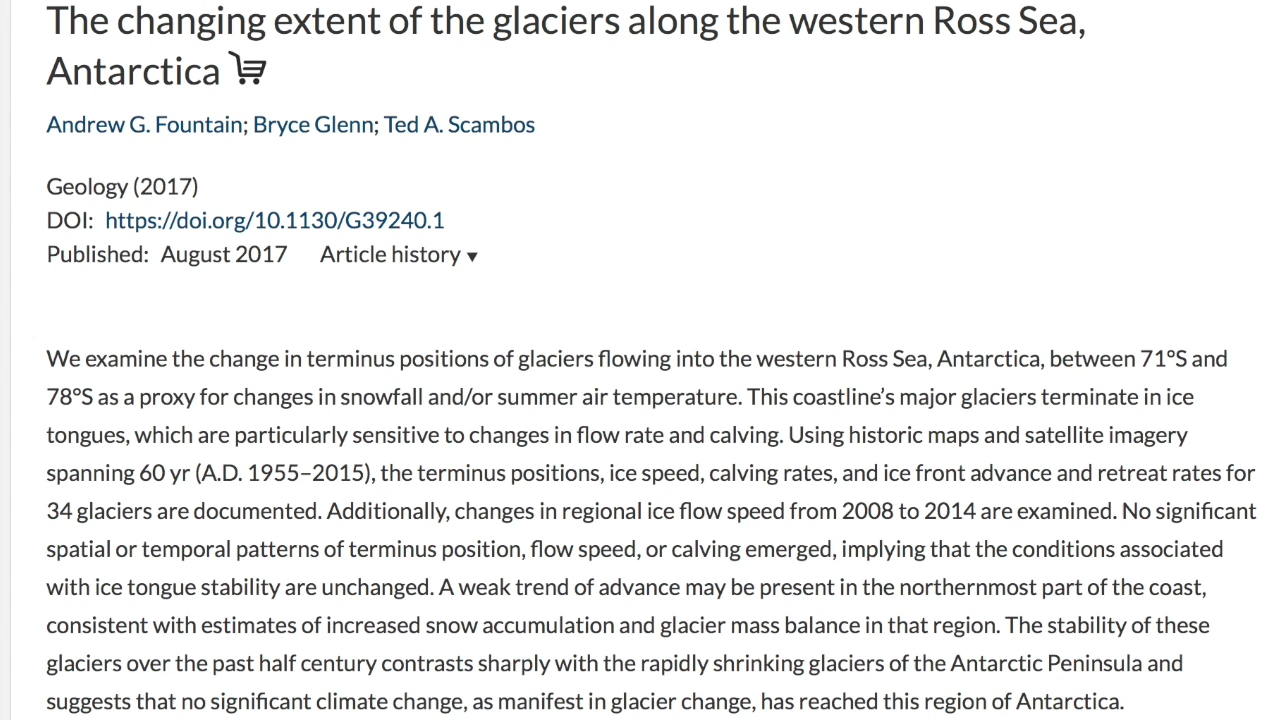 The changing extent of the glaciers along the western Ross Sea,
Antarctica
Andrew G. Fountain; Bryce Glenn; Ted A. Scambos
Geology (2017)
DOI: https://doi.org/10.1130/G39240.1
Published: August 2017 Article history ▾
We examine the change in terminus positions of glaciers flowing into the western Ross Sea, Antarctica, between 71°S and
78°S as a proxy for changes in snowfall and/or summer air temperature. This coastline’s major glaciers terminate in ice
tongues, which are particularly sensitive to changes in flow rate and calving. Using historic maps and satellite imagery
spanning 60 yr (A.D. 1955–2015), the terminus positions, ice speed, calving rates, and ice front advance and retreat rates for
34 glaciers are documented. Additionally, changes in regional ice flow speed from 2008 to 2014 are examined. No significant
spatial or temporal patterns of terminus position, flow speed, or calving emerged, implying that the conditions associated
with ice tongue stability are unchanged. A weak trend of advance may be present in the northernmost part of the coast,
consistent with estimates of increased snow accumulation and glacier mass balance in that region. The stability of these
glaciers over the past half century contrasts sharply with the rapidly shrinking glaciers of the Antarctic Peninsula and
suggests that no significant climate change, as manifest in glacier change, has reached this region of Antarctica.